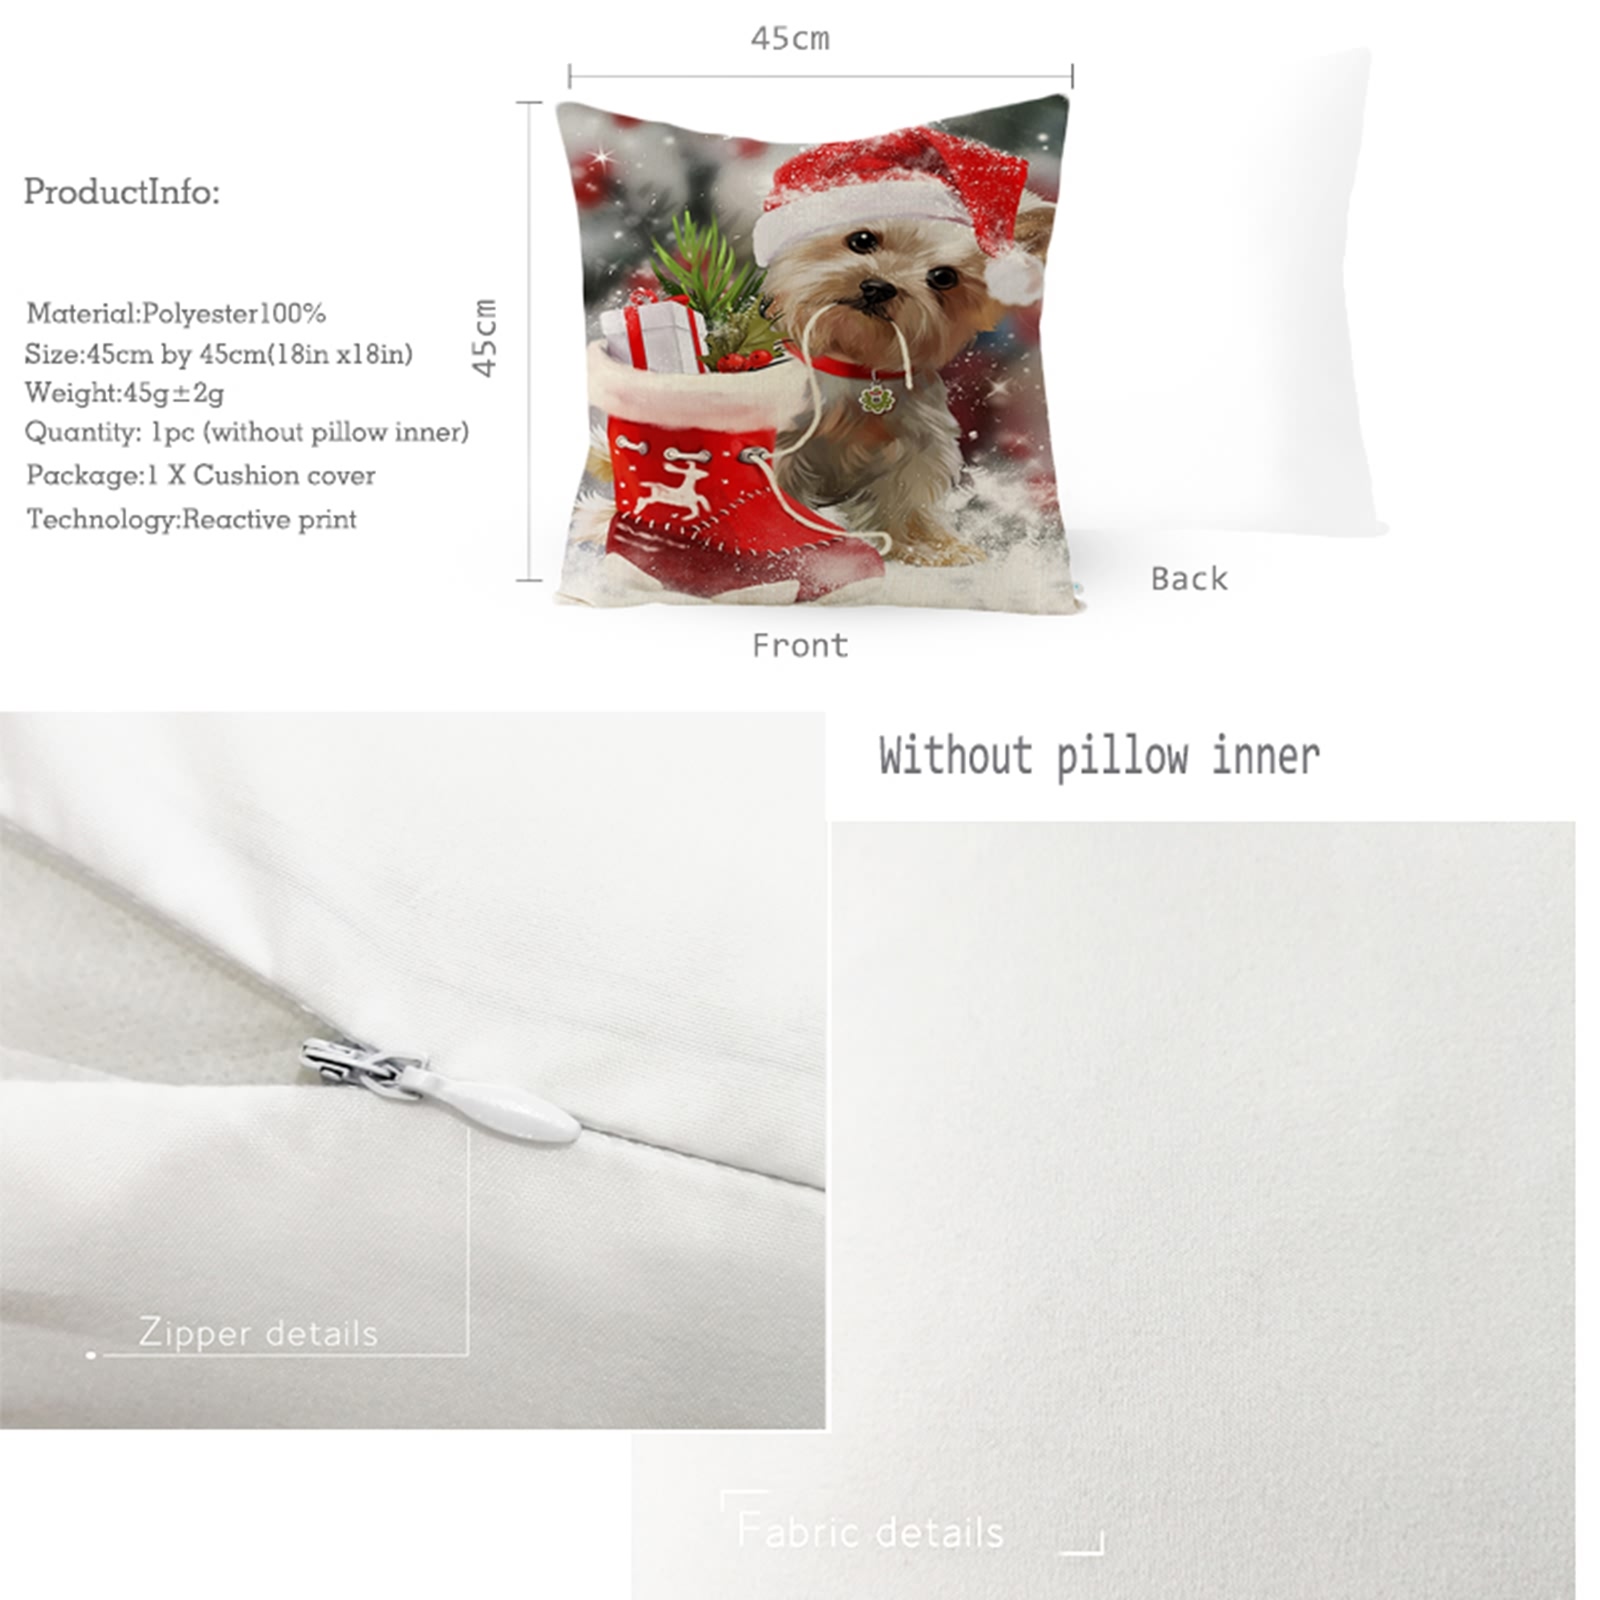 45cm
45cm
ProductInfo:
Material:Polyester100%
Size:45cm by 45cm(18in x18in)
Weight:45g±2g
Quantity: 1pc (without pillow inner)
Package:1 X Cushion cover
Technology:Reactive print
Back
Front
Without pillow inner
Zipper details
Fabric details